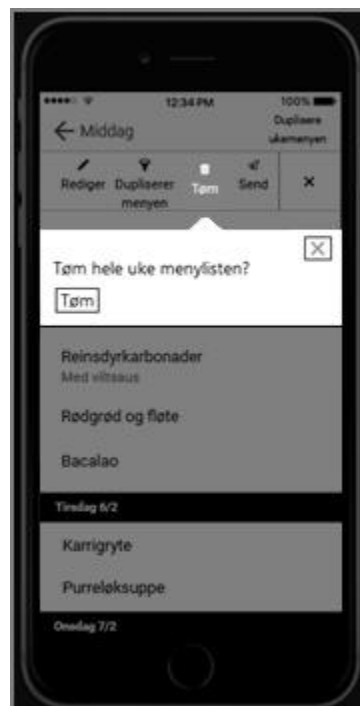 12:34 PM 100%
← Middag
Duplisere
ukemenyen
Rediger Dupliserer Tøm Send ×
menyen
Tøm hele uke menylisten?
Tøm
Reinsdyrkarbonader
Med viltsaus
Rødgrød og fløte
Bacalao
Tirsdag 6/2
Karrigryte
Purreløksuppe
Onsdag 7/2